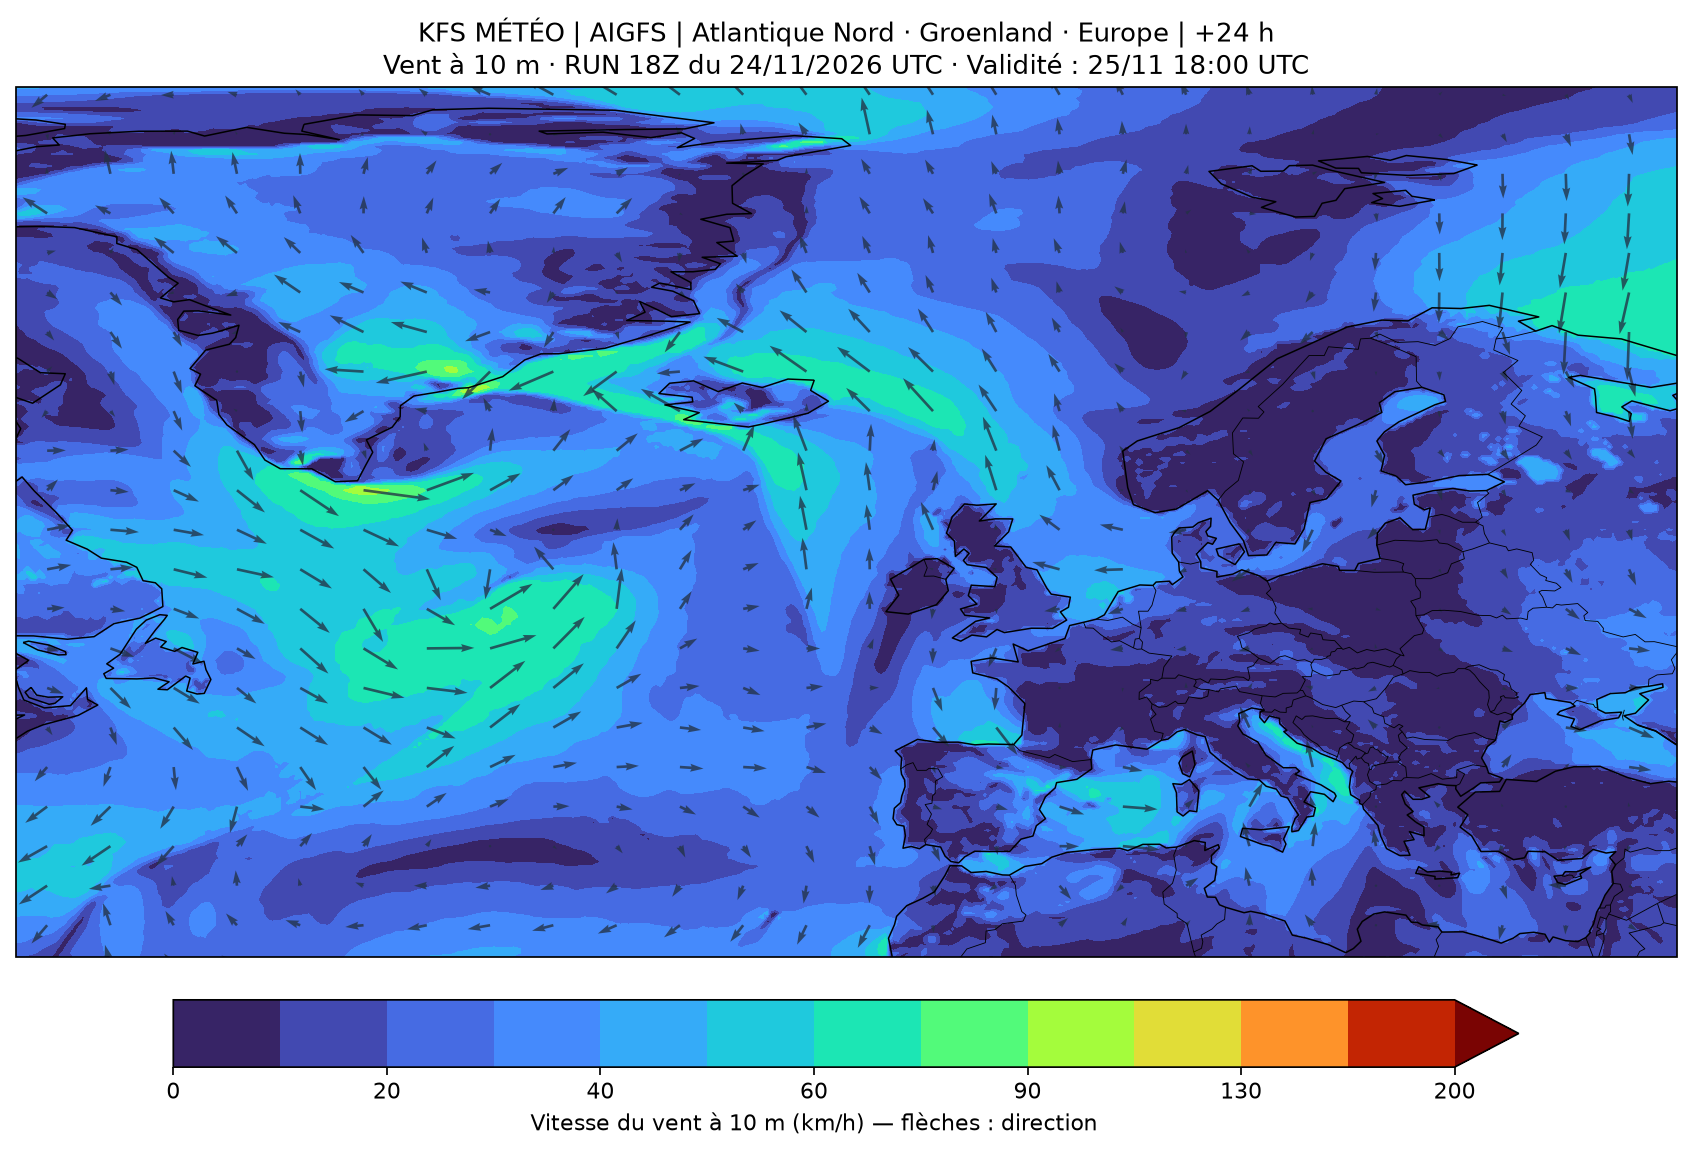 KFS MÉTÉO | AIGFS | Atlantique Nord · Groenland · Europe | +24 h
Vent à 10 m · RUN 18Z du 24/11/2026 UTC · Validité : 25/11 18:00 UTC
0 20 40 60 90 130 200
Vitesse du vent à 10 m (km/h) — flèches : direction